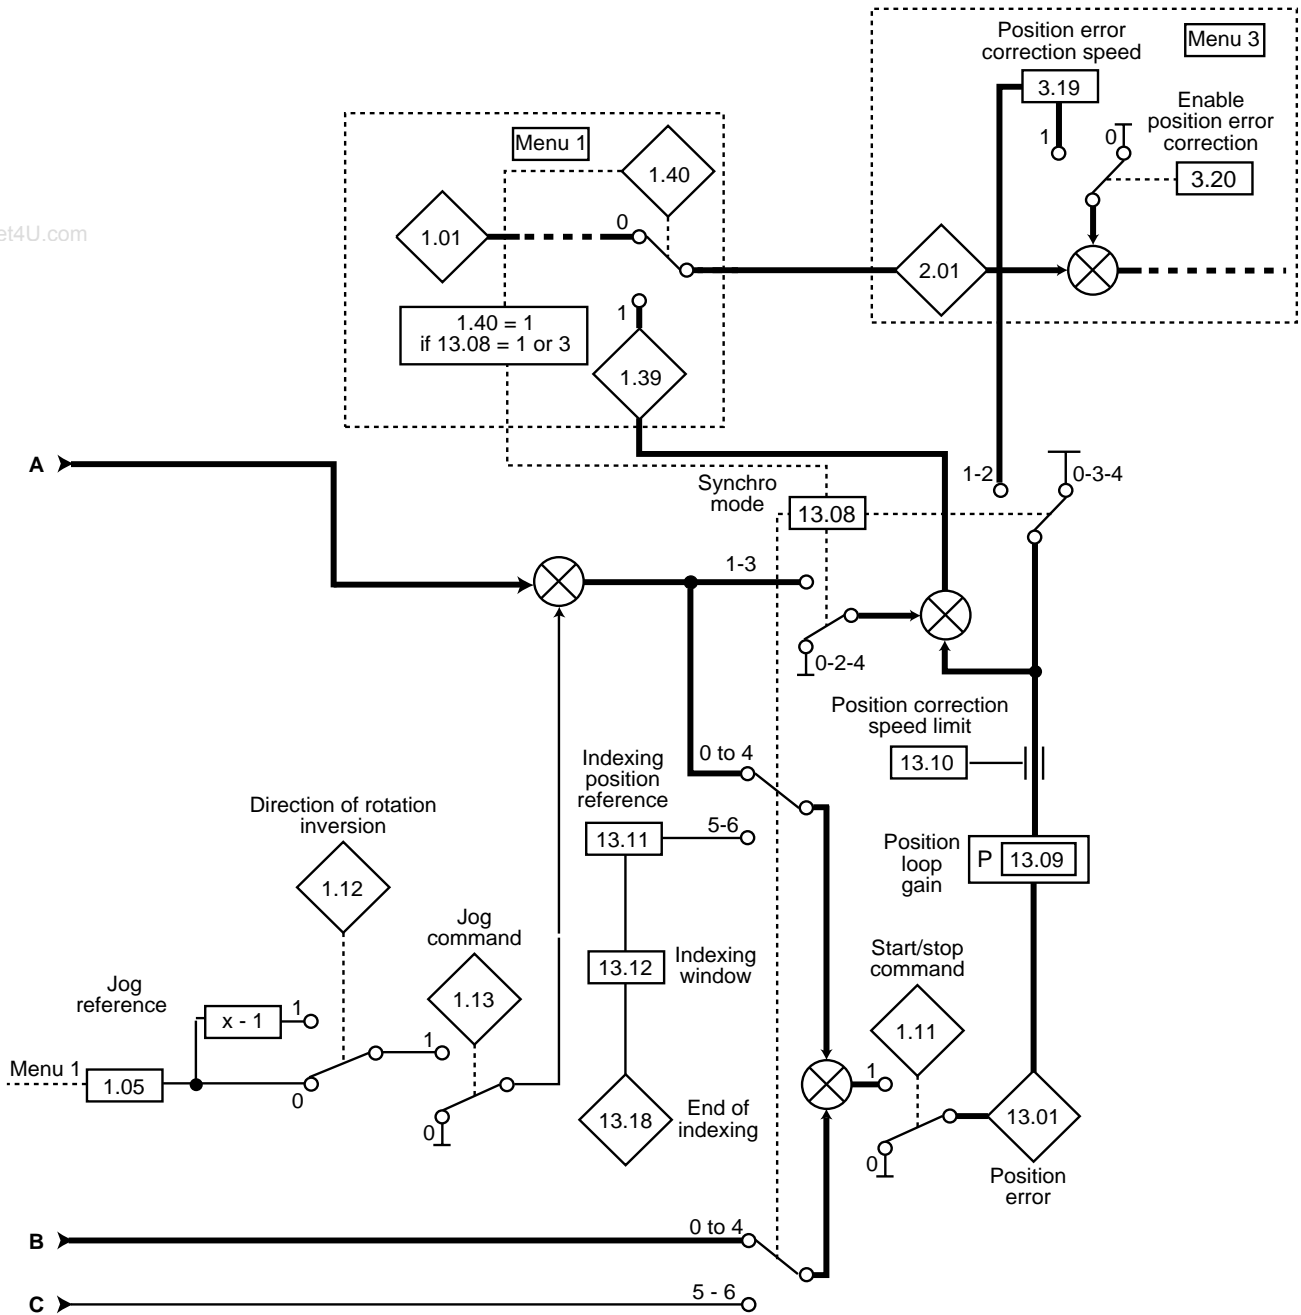 Position error
correction speed
Menu 3
3.19
Enable
position error
correction
1
0
3.20
Menu 1
1.40
1.01
0
2.01
1
1.40 = 1
if 13.08 = 1 or 3
1.39
et4U.com
A
1-2
0-3-4
Synchro
mode
13.08
1-3
0-2-4
Position correction
speed limit
13.10
0 to 4
Indexing
position
reference
13.11
5-6
Position
loop
gain
P
13.09
Direction of rotation
inversion
1.12
Jog
command
1.13
13.12
Indexing
window
Start/stop
command
1.11
Jog
reference
x - 1
1
Menu 1
1.05
0
1
0
13.18
End of
indexing
1
0
13.01
Position
error
B
0 to 4
C
5 - 6